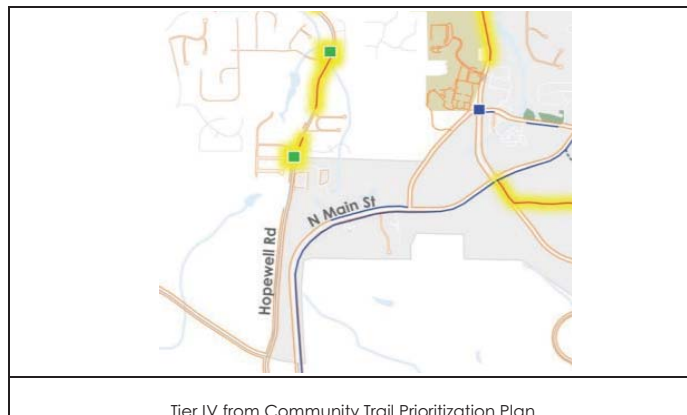 N Main St
Hopewell Rd
Tier IV from Community Trail Prioritization Plan